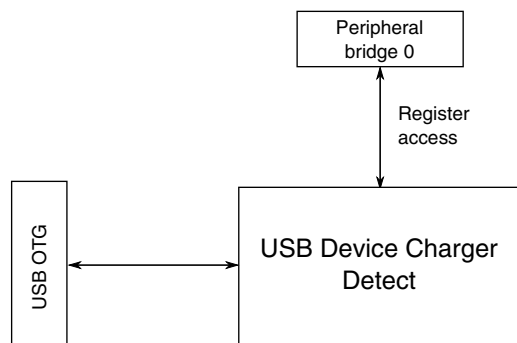 Peripheral
bridge 0
Register
access
USB OTG
USB Device Charger
Detect